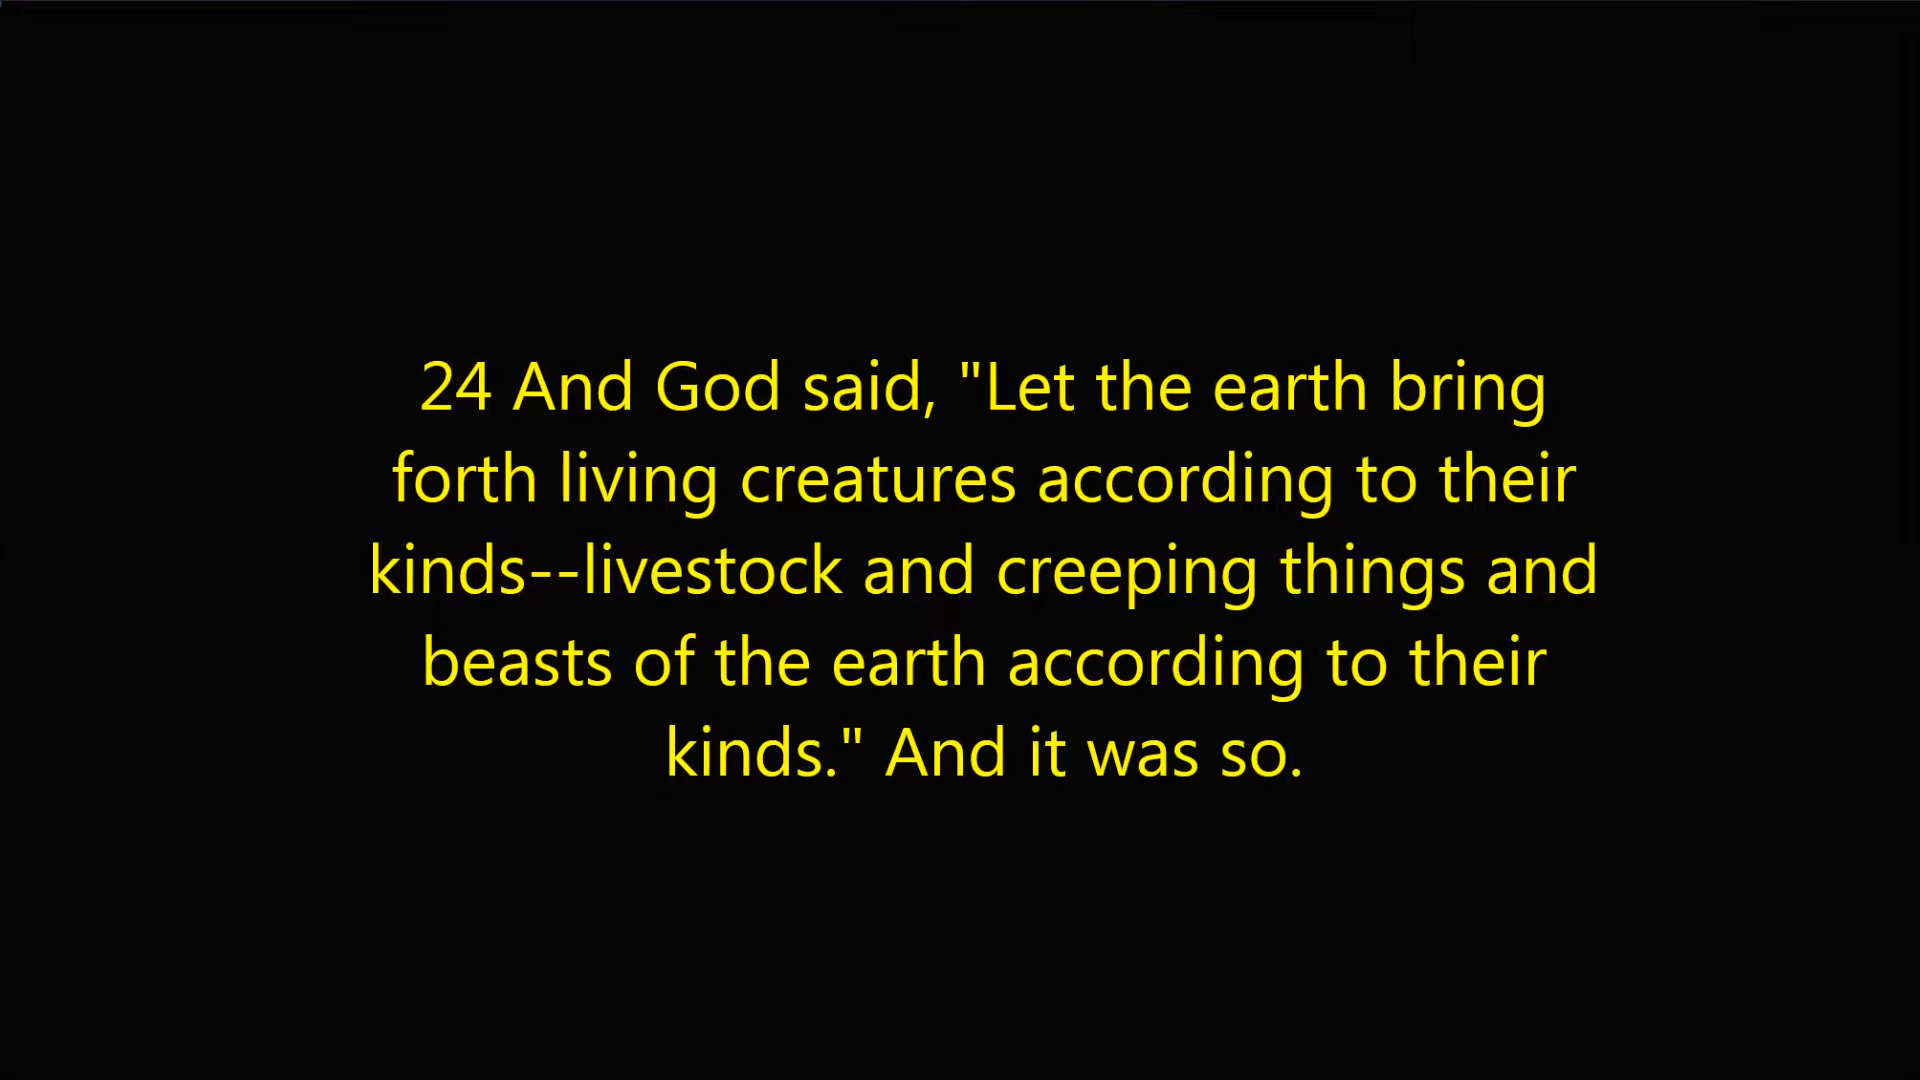 24 And God said, "Let the earth bring
forth living creatures according to their
kinds--livestock and creeping things and
beasts of the earth according to their
kinds." And it was so.